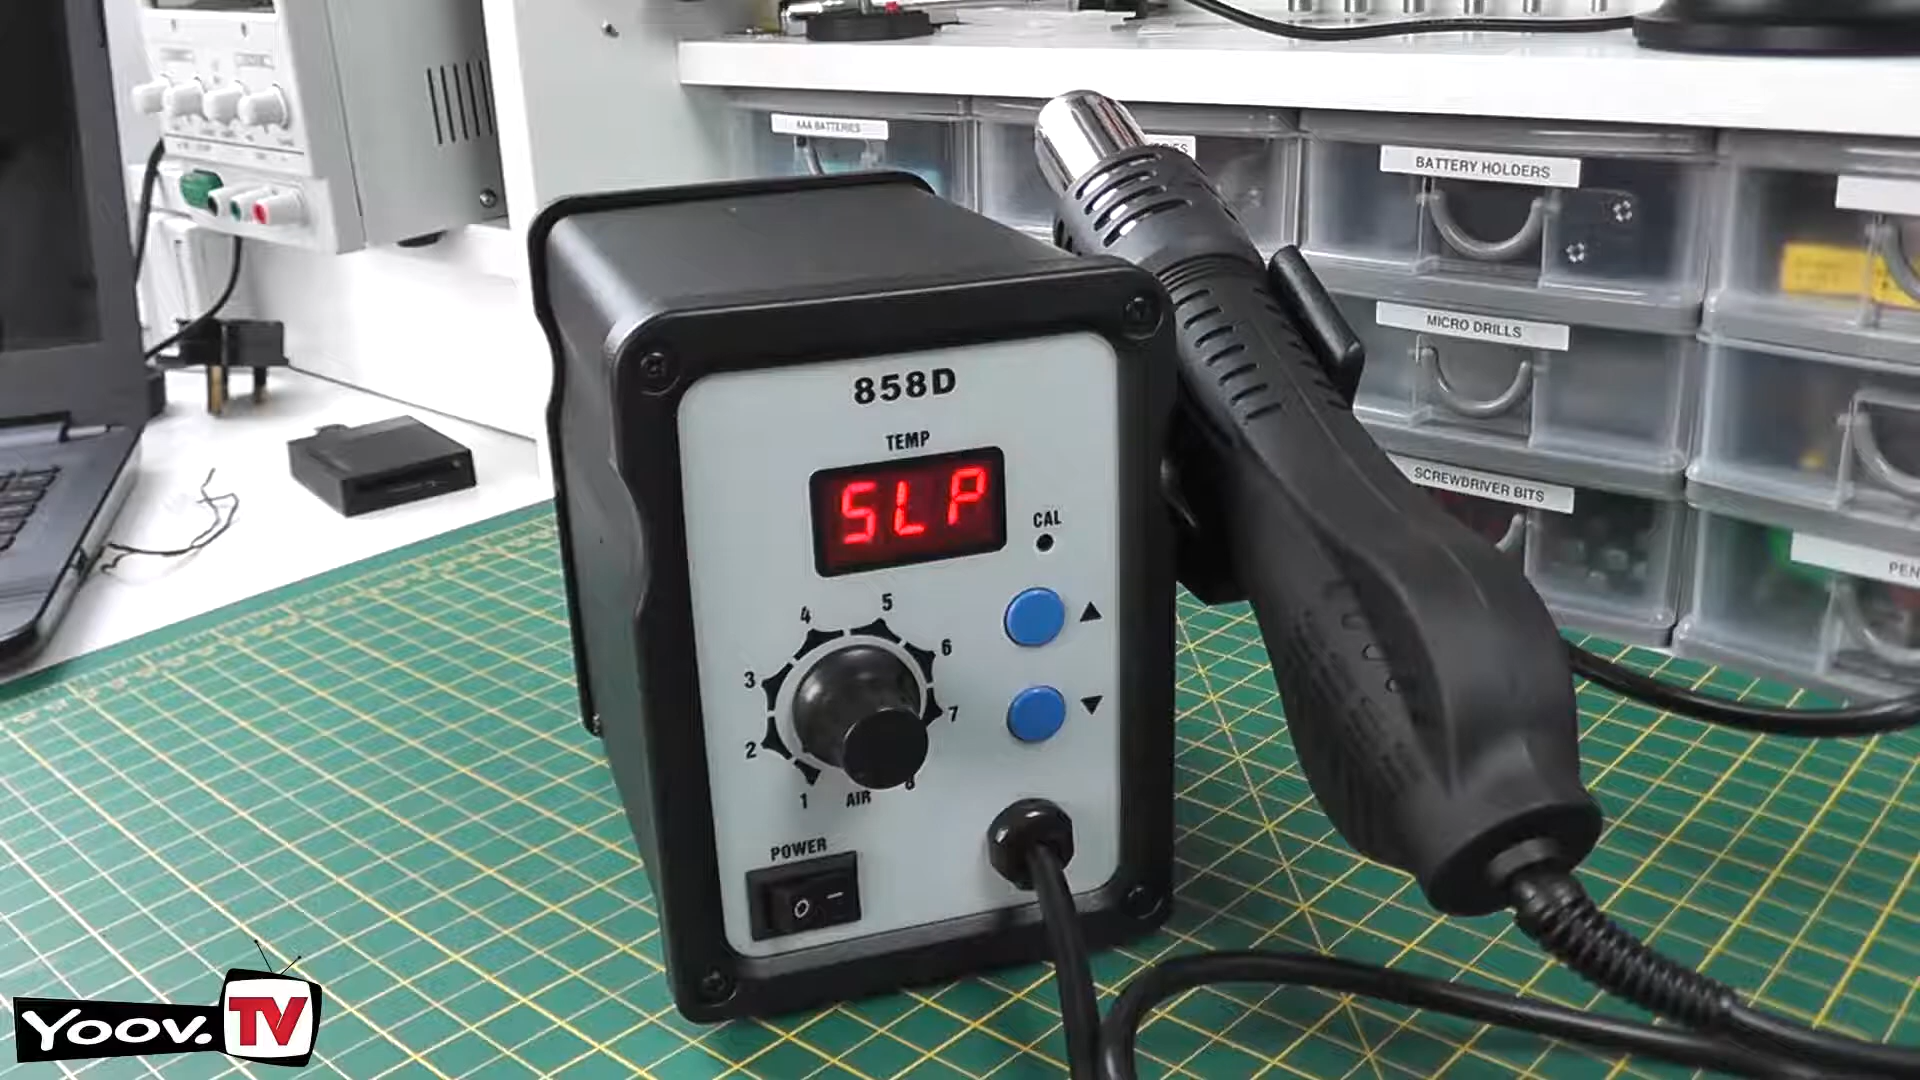 AAA BATTERIES
BATTERY HOLDERS
MICRO DRILLS
SCREWDRIVER BITS
PEN
858D
TEMP
SLP
CAL
▲
▼
4
5
3
6
2
7
1
AIR
8
POWER
O
Yoov.TV